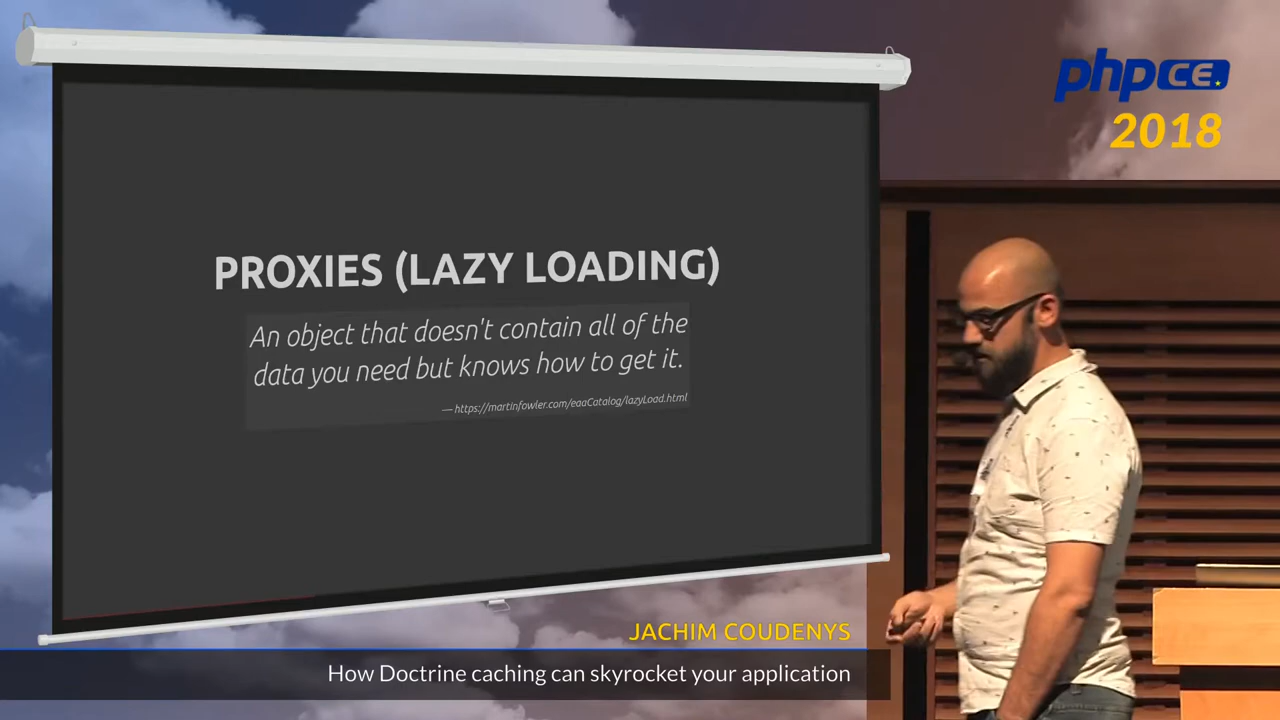 PROXIES (LAZY LOADING)
An object that doesn't contain all of the
data you need but knows how to get it.
— https://martinfowler.com/eaaCatalog/lazyLoad.html
phpCE.
2018
JACHIM COUDENYS
How Doctrine caching can skyrocket your application